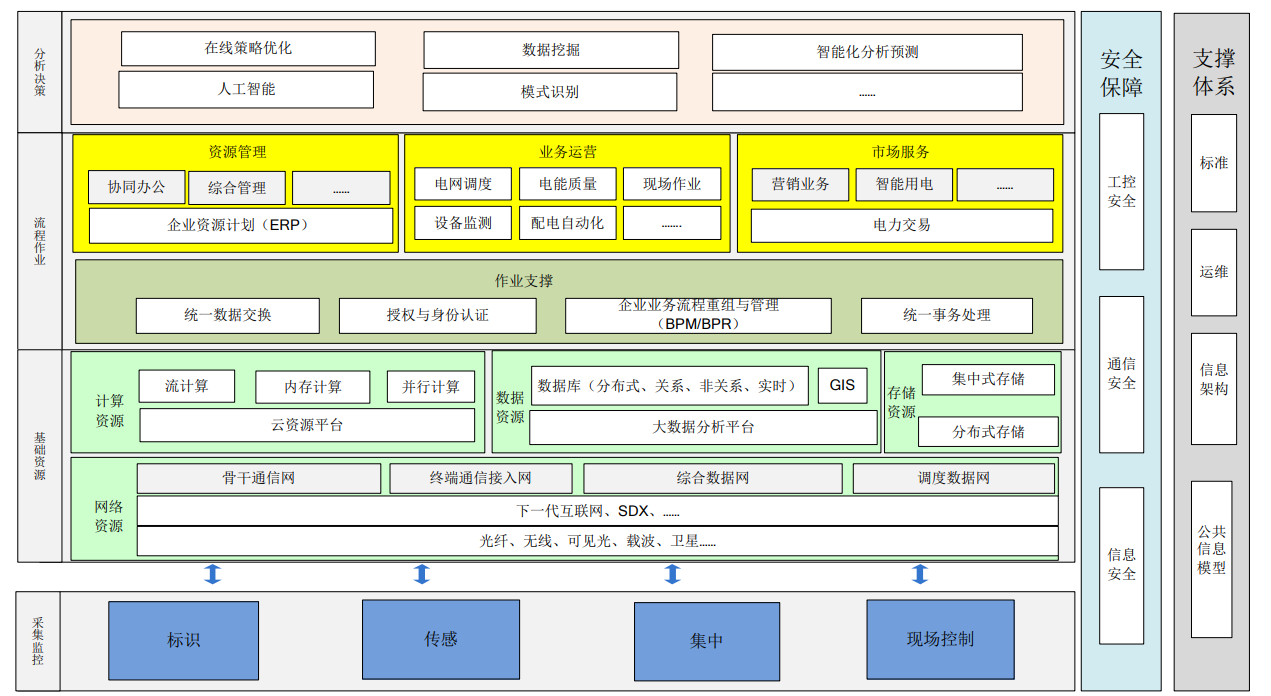 分析决策
在线策略优化
数据挖掘
智能化分析预测
人工智能
模式识别
......
流程作业
资源管理
协同办公
综合管理
......
企业资源计划（ERP）
业务运营
电网调度
电能质量
现场作业
设备监测
配电自动化
.......
市场服务
营销业务
智能用电
......
电力交易
作业支撑
统一数据交换
授权与身份认证
企业业务流程重组与管理
（BPM/BPR）
统一事务处理
基础资源
计算
资源
流计算
内存计算
并行计算
云资源平台
数据
资源
数据库（分布式、关系、非关系、实时）
GIS
大数据分析平台
存储
资源
集中式存储
分布式存储
网络
资源
骨干通信网
终端通信接入网
综合数据网
调度数据网
下一代互联网、SDX、......
光纤、无线、可见光、载波、卫星......
采集监控
标识
传感
集中
现场控制
安全
保障
工控
安全
通信
安全
信息
安全
支撑
体系
标准
运维
信息
架构
公共
信息
模型